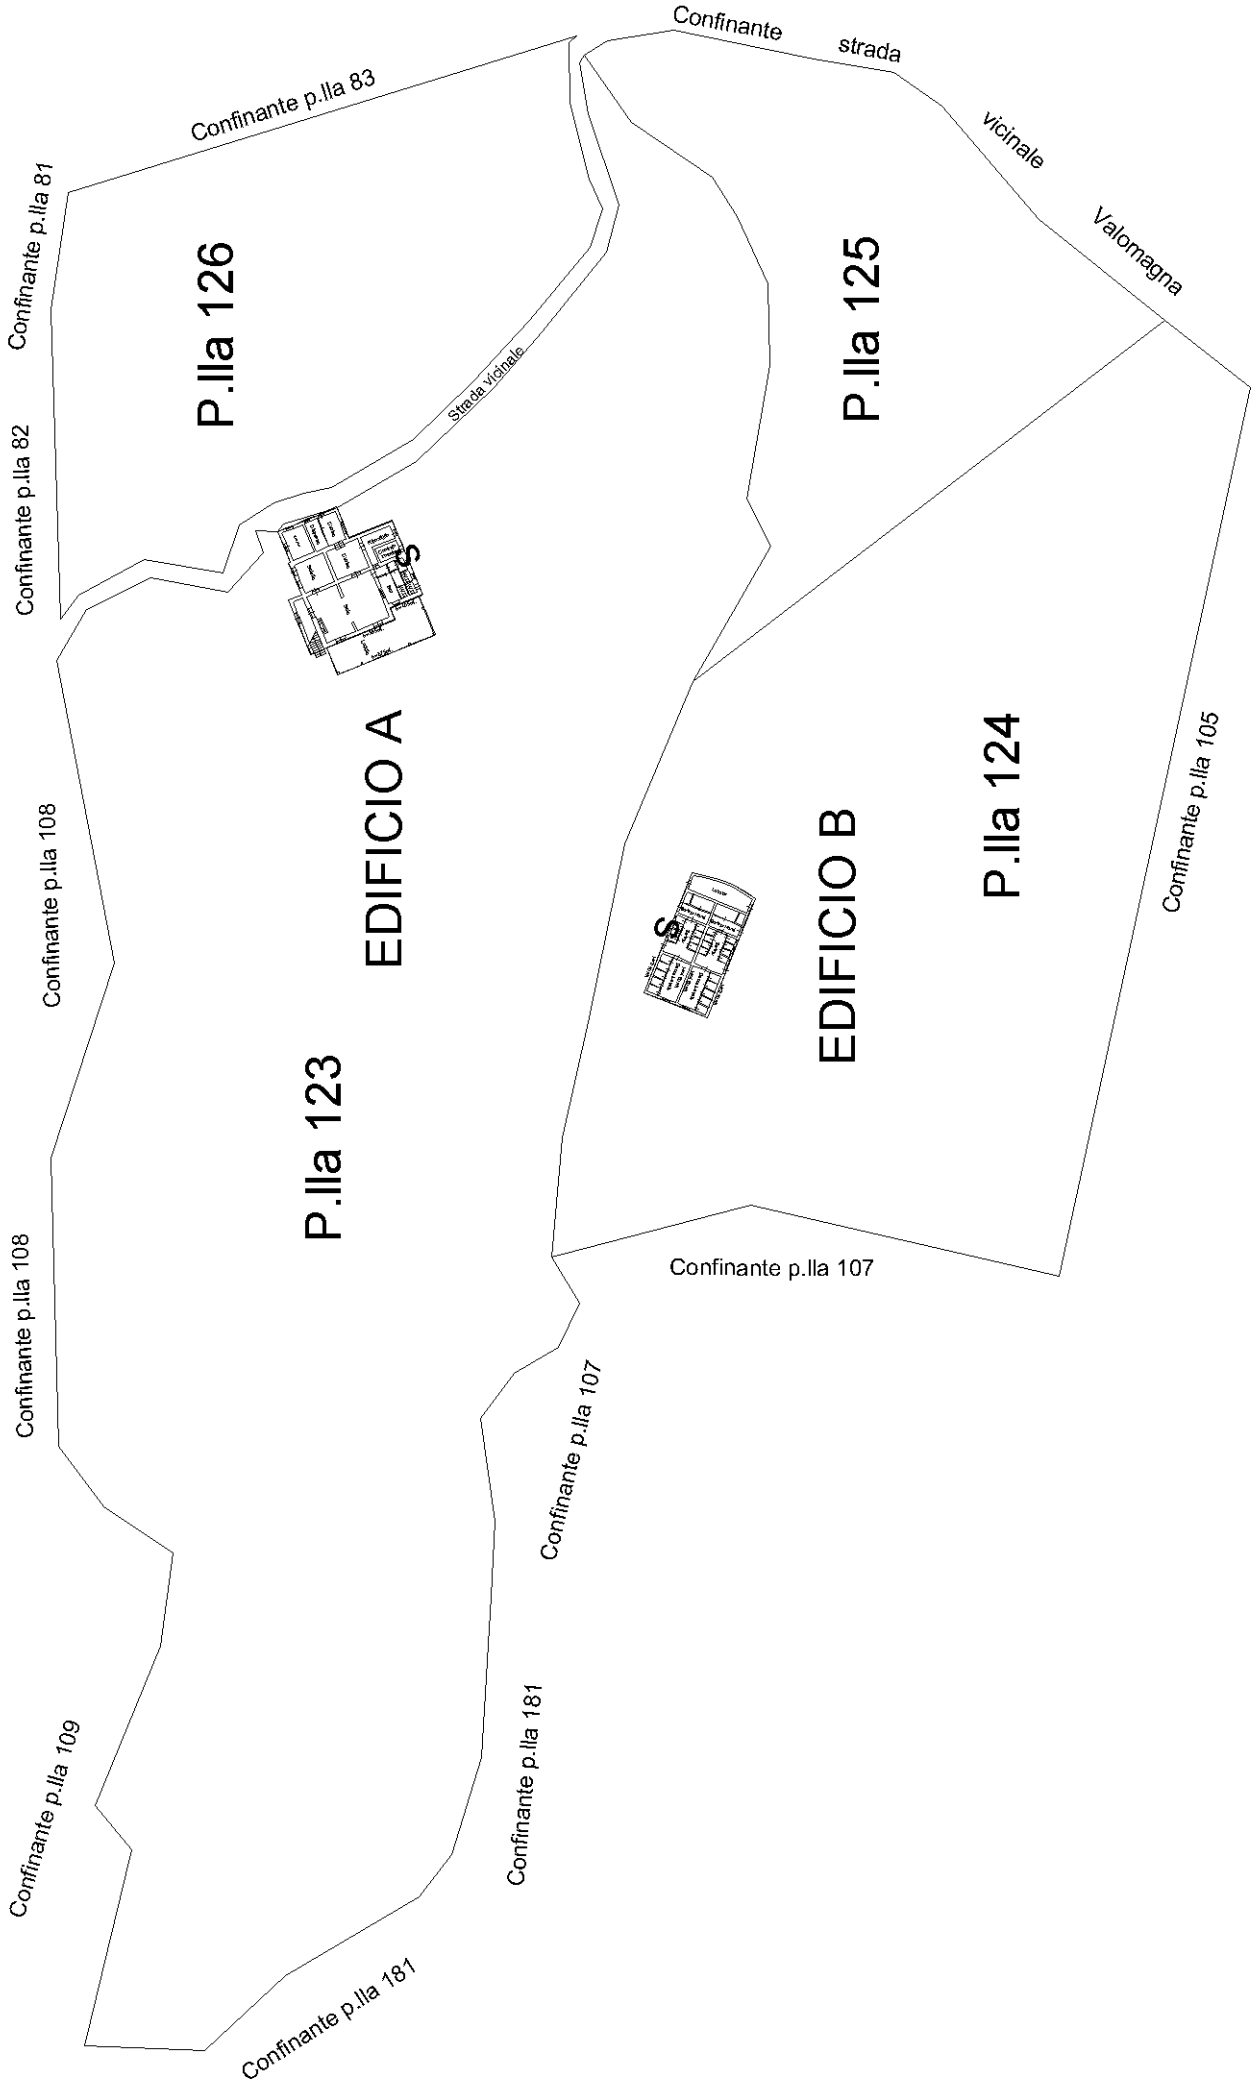 Confinante strada vicinale Valomagna
Confinante p.lla 83
Confinante p.lla 81
Confinante p.lla 82
P.lla 126
P.lla 125
Strada vicinale
S
EDIFICIO A
P.lla 124
Confinante p.lla 105
Confinante p.lla 108
S
EDIFICIO B
P.lla 123
Confinante p.lla 107
Confinante p.lla 108
Confinante p.lla 107
Confinante p.lla 181
Confinante p.lla 109
Confinante p.lla 181